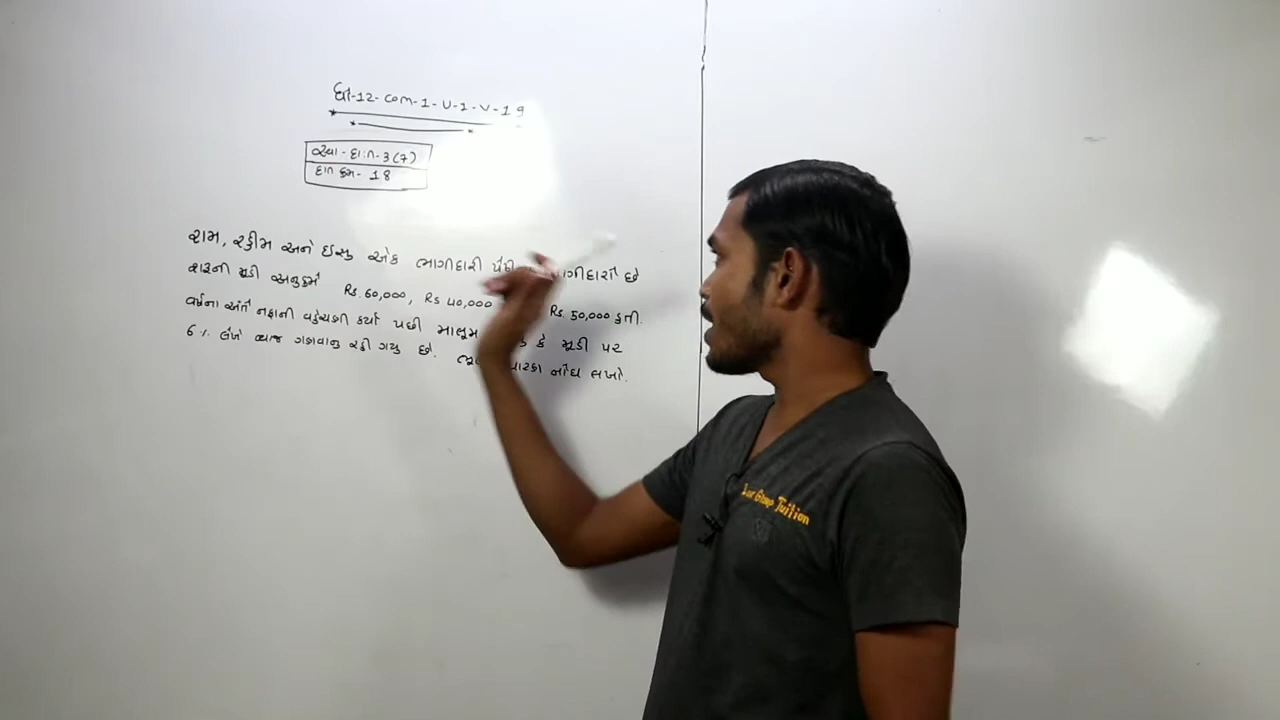 ધો-12-com-1-U-1-V-19
સ્વા-દા:ન-3(7)
દાન ક્રમ- 18
રામ, રહીમ અને ઈસુ એક ભાગીદારી છે
શરૂની મૂડી અનુક્રમે Rs.60,000, Rs 40,000 Rs. 50,000 હતી.
વર્ષના અંતે નફાની વહેંચણી કર્યા પછી માલૂમ કે મૂડી પર
6% લેખે વ્યાજ ગણવાનુ રહી ગયુ છે. નોંધ લખો.
Tuition